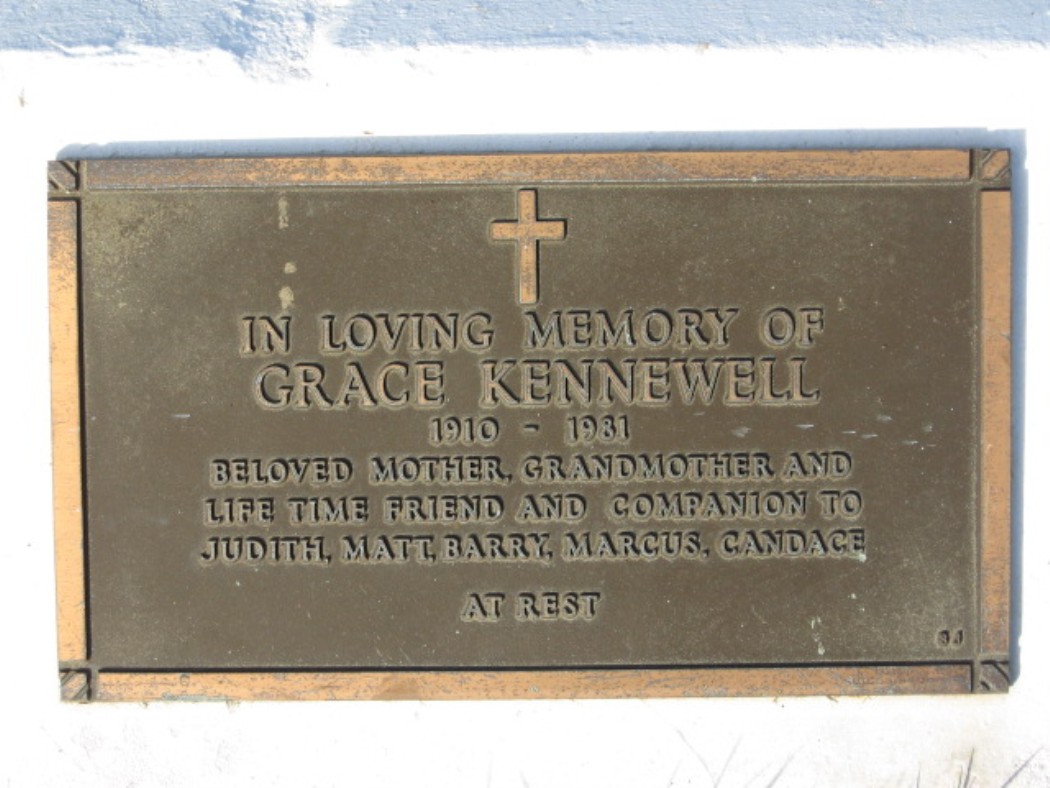 IN LOVING MEMORY OF
GRACE KENNEWELL
1910 - 1981
BELOVED MOTHER, GRANDMOTHER AND
LIFE TIME FRIEND AND COMPANION TO
JUDITH, MATT, BARRY, MARCUS, CANDACE
AT REST